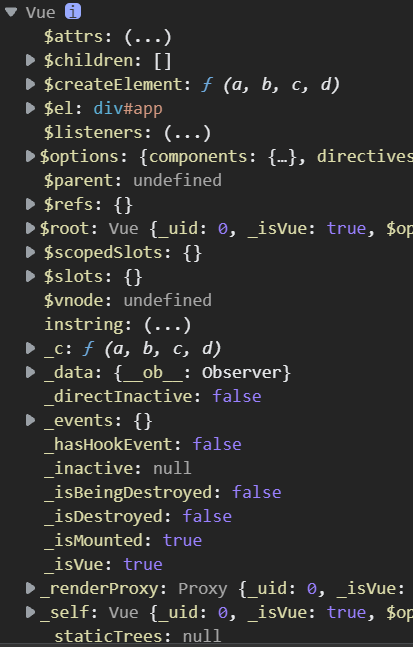 Vue i
$attrs: (...)
$children: []
$createElement: ƒ (a, b, c, d)
$el: div#app
$listeners: (...)
$options: {components: {…}, directives
$parent: undefined
$refs: {}
$root: Vue {_uid: 0, _isVue: true, $op
$scopedSlots: {}
$slots: {}
$vnode: undefined
instring: (...)
_c: ƒ (a, b, c, d)
_data: {__ob__: Observer}
_directInactive: false
_events: {}
_hasHookEvent: false
_inactive: null
_isBeingDestroyed: false
_isDestroyed: false
_isMounted: true
_isVue: true
_renderProxy: Proxy {_uid: 0, _isVue:
_self: Vue {_uid: 0, _isVue: true, $op
_staticTrees: null